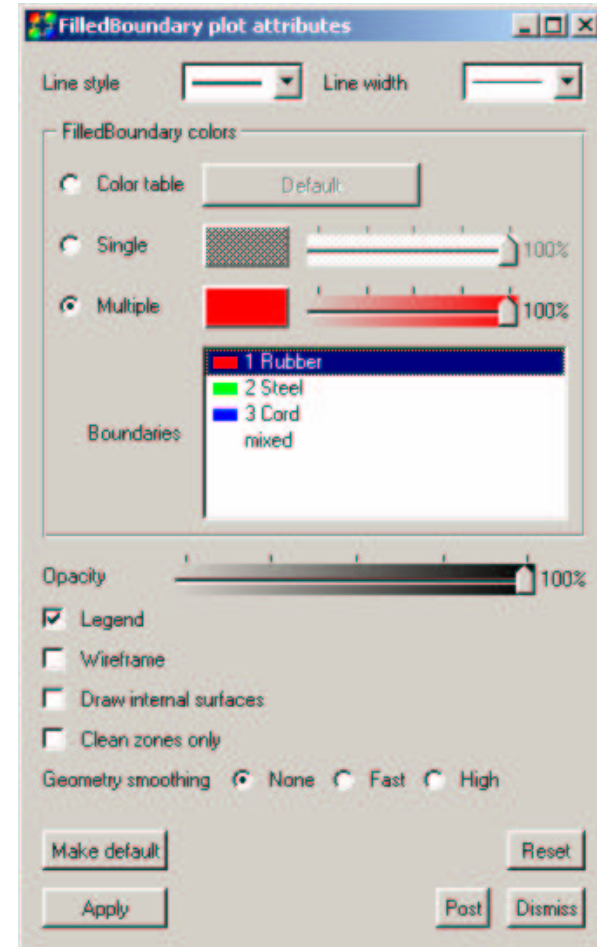 FilledBoundary plot attributes
Line style Line width
FilledBoundary colors
Color table Default
Single 100%
Multiple 100%
Boundaries
1 Rubber
2 Steel
3 Cord
mixed
Opacity 100%
Legend
Wireframe
Draw internal surfaces
Clean zones only
Geometry smoothing None Fast High
Make default Reset
Apply Post Dismiss